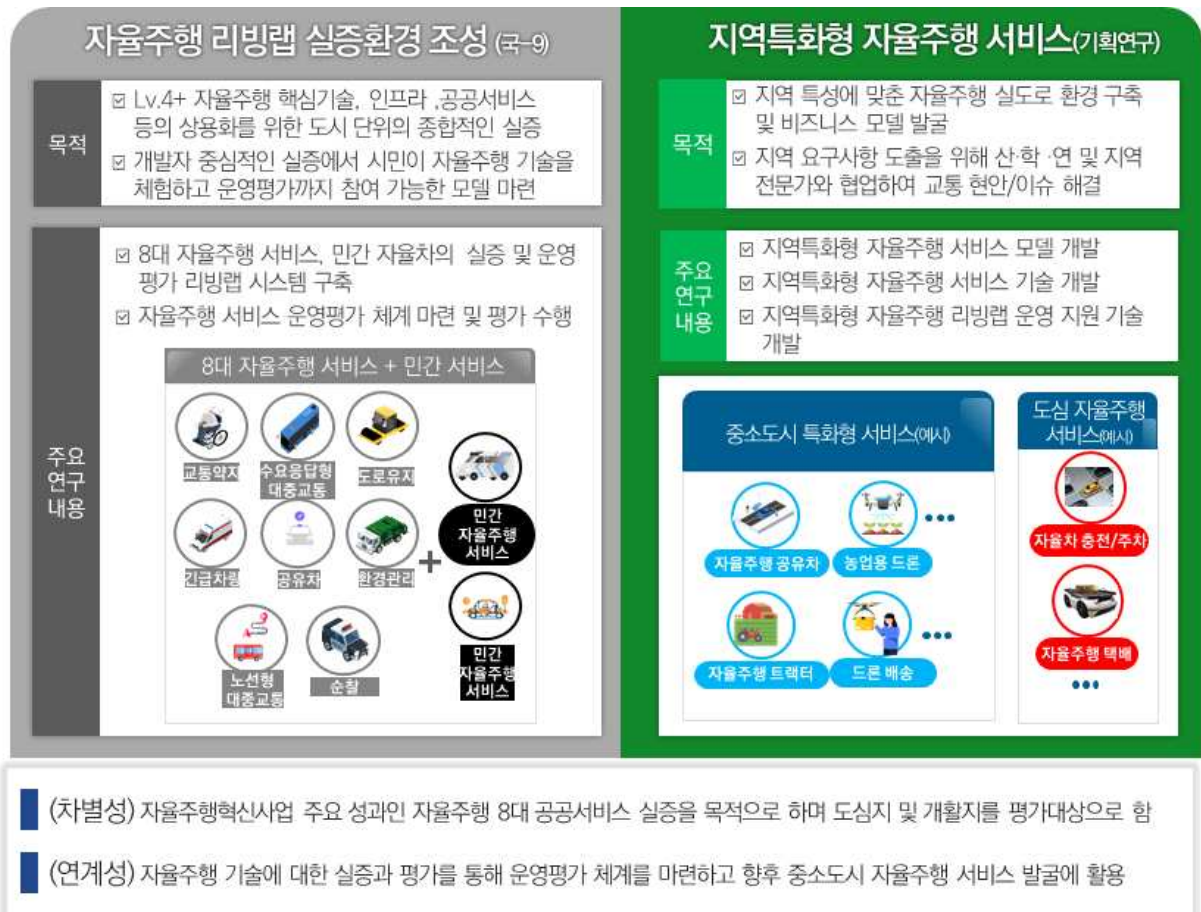 자율주행 리빙랩 실증환경 조성 (국-9)
목적
☑ Lv.4+ 자율주행 핵심기술, 인프라 ,공공서비스
등의 상용화를 위한 도시 단위의 종합적인 실증
☑ 개발자 중심적인 실증에서 시민이 자율주행 기술을
체험하고 운영평가까지 참여 가능한 모델 마련
주요
연구
내용
☑ 8대 자율주행 서비스, 민간 자율차의 실증 및 운영
평가 리빙랩 시스템 구축
☑ 자율주행 서비스 운영평가 체계 마련 및 평가 수행
8대 자율주행 서비스 + 민간 서비스
교통약자
수요응답형
대중교통
도로유지
긴급차량
공유차
환경관리
노선형
대중교통
순찰
+
민간
자율주행
서비스
민간
자율주행
서비스
지역특화형 자율주행 서비스(기획연구)
목적
☑ 지역 특성에 맞춘 자율주행 실도로 환경 구축
및 비즈니스 모델 발굴
☑ 지역 요구사항 도출을 위해 산·학 ·연 및 지역
전문가와 협업하여 교통 현안/이슈 해결
주요
연구
내용
☑ 지역특화형 자율주행 서비스 모델 개발
☑ 지역특화형 자율주행 서비스 기술 개발
☑ 지역특화형 자율주행 리빙랩 운영 지원 기술
개발
중소도시 특화형 서비스(예시)
자율주행 공유차
농업용 드론
•••
자율주행 트랙터
드론 배송
•••
도심 자율주행
서비스(예시)
자율차 충전/주차
자율주행 택배
•••
(차별성) 자율주행혁신사업 주요 성과인 자율주행 8대 공공서비스 실증을 목적으로 하며 도심지 및 개활지를 평가대상으로 함
(연계성) 자율주행 기술에 대한 실증과 평가를 통해 운영평가 체계를 마련하고 향후 중소도시 자율주행 서비스 발굴에 활용